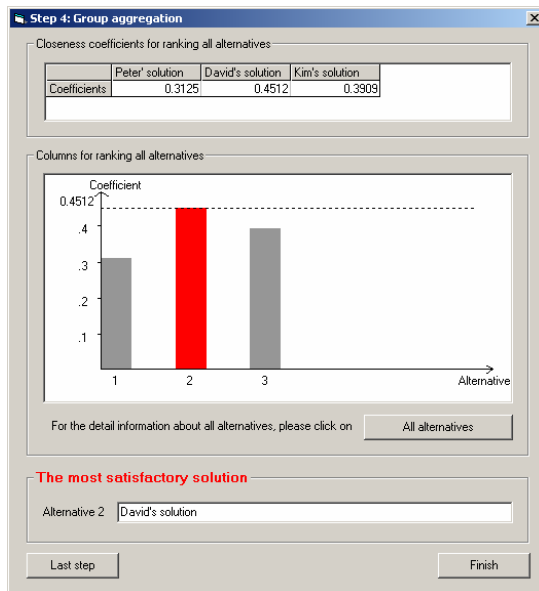 Step 4: Group aggregation
Closeness coefficients for ranking all alternatives
Peter' solution David's solution Kim's solution
Coefficients 0.3125 0.4512 0.3909
Columns for ranking all alternatives
Coefficient
0.4512
.4
.3
.2
.1
1 2 3 Alternative
For the detail information about all alternatives, please click on All alternatives
The most satisfactory solution
Alternative 2 David's solution
Last step Finish